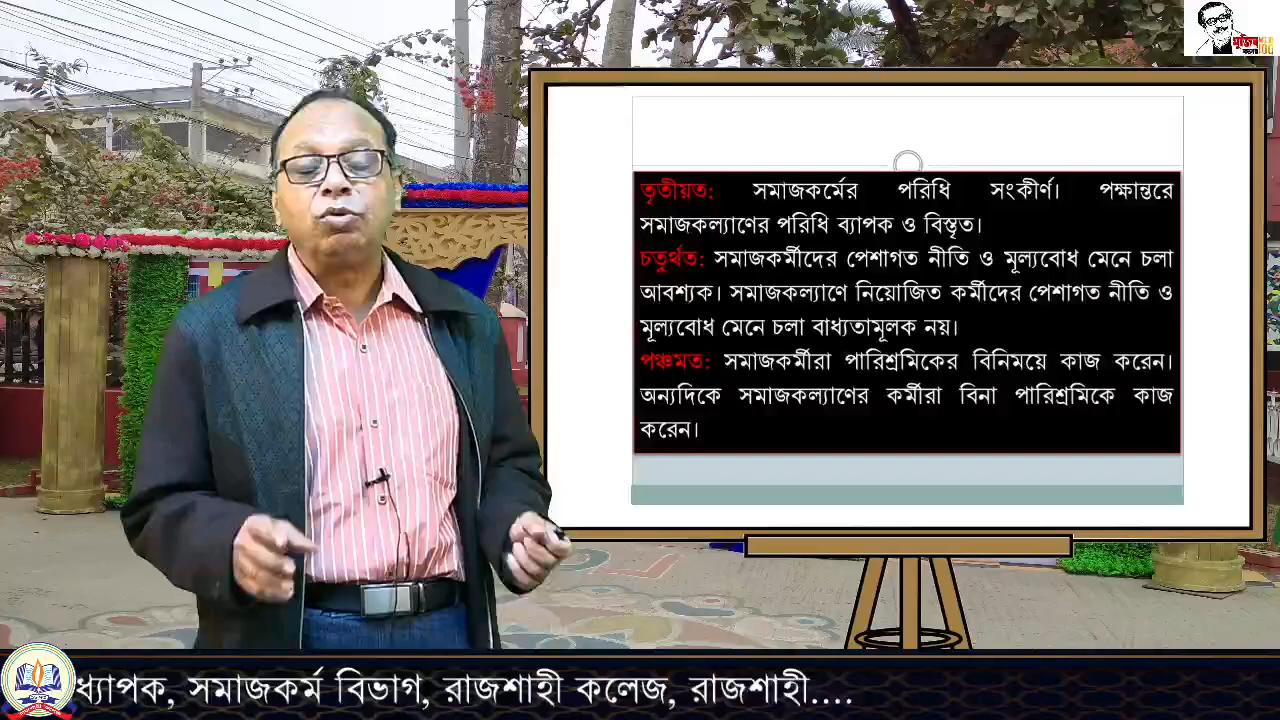 তৃতীয়ত: সমাজকর্মের পরিধি সংকীর্ণ। পক্ষান্তরে
সমাজকল্যাণের পরিধি ব্যাপক ও বিস্তৃত।
চতুর্থত: সমাজকর্মীদের পেশাগত নীতি ও মূল্যবোধ মেনে চলা
আবশ্যক। সমাজকল্যাণে নিয়োজিত কর্মীদের পেশাগত নীতি ও
মূল্যবোধ মেনে চলা বাধ্যতামূলক নয়।
পঞ্চমত: সমাজকর্মীরা পারিশ্রমিকের বিনিময়ে কাজ করেন।
অন্যদিকে সমাজকল্যাণের কর্মীরা বিনা পারিশ্রমিকে কাজ
করেন।
ধ্যাপক, সমাজকর্ম বিভাগ, রাজশাহী কলেজ, রাজশাহী....